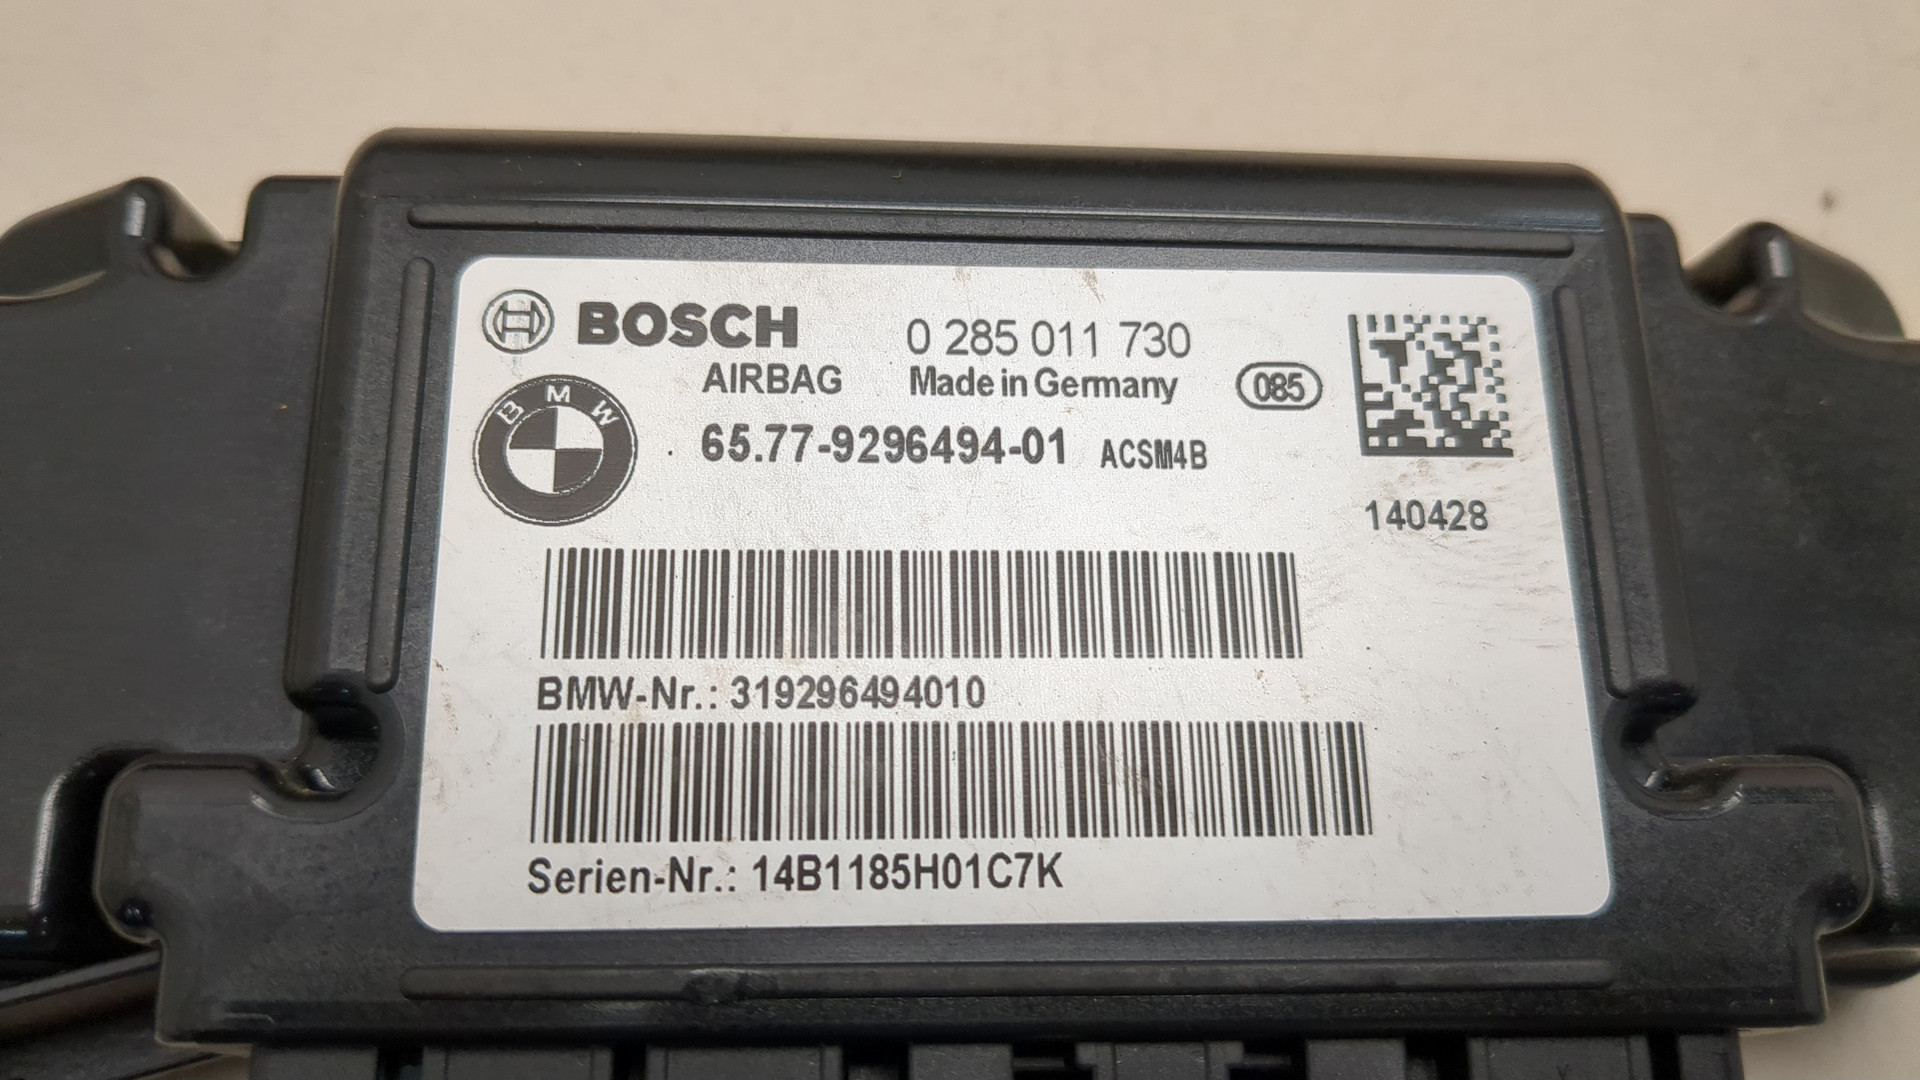 BOSCH 0 285 011 730
AIRBAG Made in Germany 085
BMW
65.77-9296494-01 ACSM4B
140428
BMW-Nr.: 319296494010
Serien-Nr.: 14B1185H01C7K